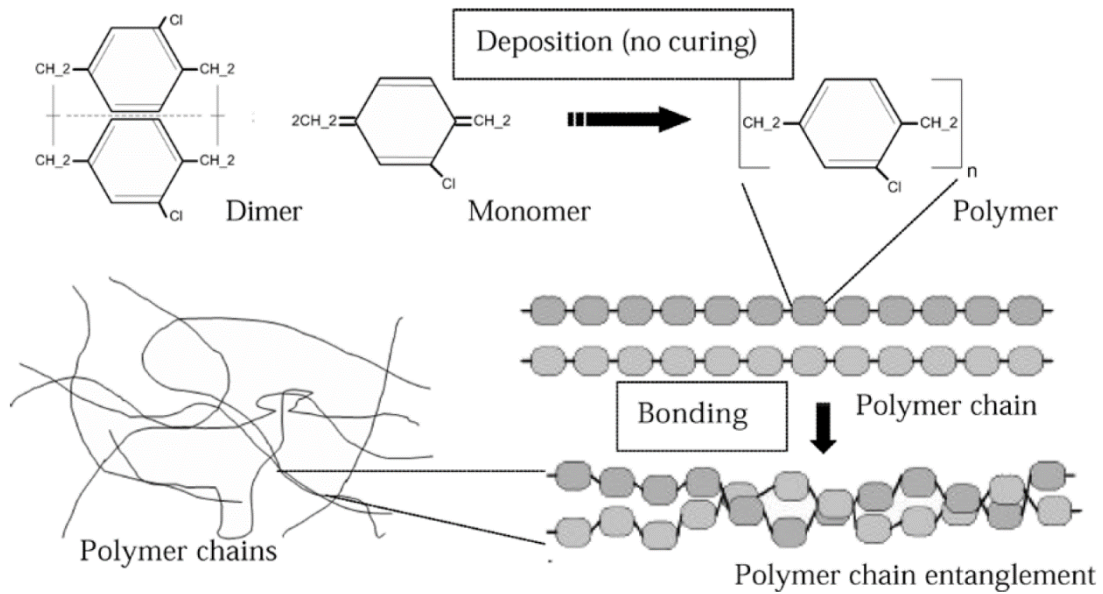 Cl
CH_2
CH_2
CH_2
CH_2
Cl
Dimer
2CH_2
CH_2
Cl
Monomer
Deposition (no curing)
CH_2
CH_2
Cl
n
Polymer
Polymer chain
Bonding
Polymer chains
Polymer chain entanglement